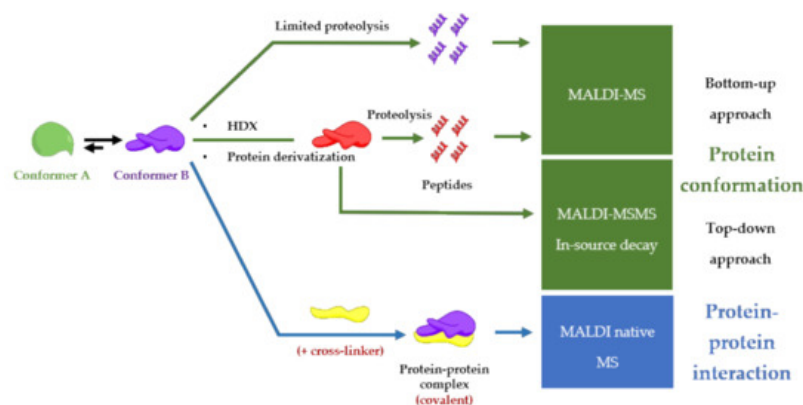 Limited proteolysis
MALDI-MS
Bottom-up
approach
• HDX
Proteolysis
• Protein derivatization
Protein
conformation
Conformer A
Conformer B
Peptides
MALDI-MSMS
In-source decay
Top-down
approach
(+ cross-linker)
Protein-protein
complex
(covalent)
MALDI native
MS
Protein-
protein
interaction